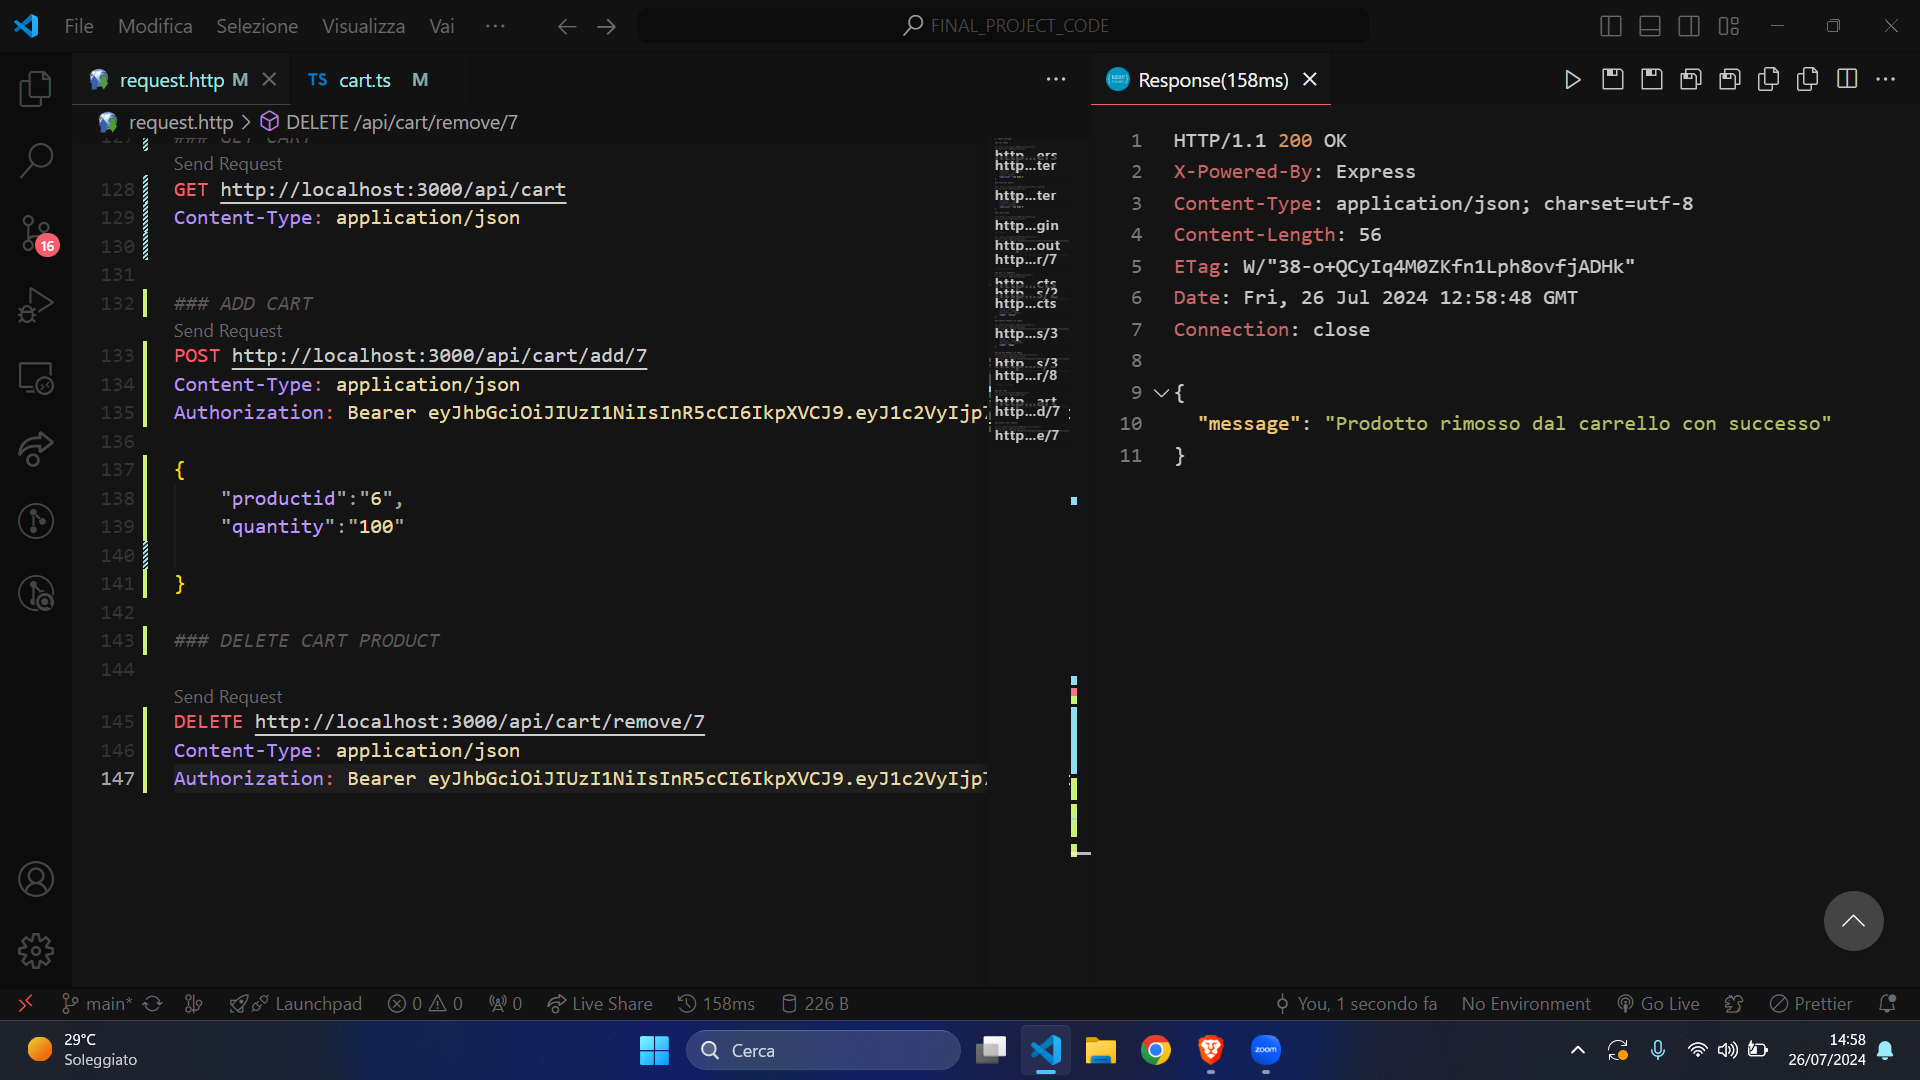 File Modifica Selezione Visualizza Vai ··· FINAL_PROJECT_CODE
request.http M TS cart.ts M ···
Response(158ms)
request.http > DELETE /api/cart/remove/7
127 ### GET CART
Send Request
128 GET http://localhost:3000/api/cart
129 Content-Type: application/json
130
131
132 ### ADD CART
Send Request
133 POST http://localhost:3000/api/cart/add/7
134 Content-Type: application/json
135 Authorization: Bearer eyJhbGciOiJIUzI1NiIsInR5cCI6IkpXVCJ9.eyJ1c2VyIjp7
136
137 {
138 "productid":"6",
139 "quantity":"100"
140
141 }
142
143 ### DELETE CART PRODUCT
144
Send Request
145 DELETE http://localhost:3000/api/cart/remove/7
146 Content-Type: application/json
147 Authorization: Bearer eyJhbGciOiJIUzI1NiIsInR5cCI6IkpXVCJ9.eyJ1c2VyIjp7
http...ers
http...ter
http...ter
http...gin
http...out
http...r/7
http...cts
http...s/2
http...cts
http...s/3
http...s/3
http...r/8
http...art
http...d/7
http...e/7
1 HTTP/1.1 200 OK
2 X-Powered-By: Express
3 Content-Type: application/json; charset=utf-8
4 Content-Length: 56
5 ETag: W/"38-o+QCyIq4M0ZKfn1Lph8ovfjADHk"
6 Date: Fri, 26 Jul 2024 12:58:48 GMT
7 Connection: close
8
9 {
10 "message": "Prodotto rimosso dal carrello con successo"
11 }
16
main* Launchpad 0 0 0 Live Share 158ms 226 B You, 1 secondo fa No Environment Go Live Prettier
29°C
Soleggiato
Cerca
zoom
14:58
26/07/2024